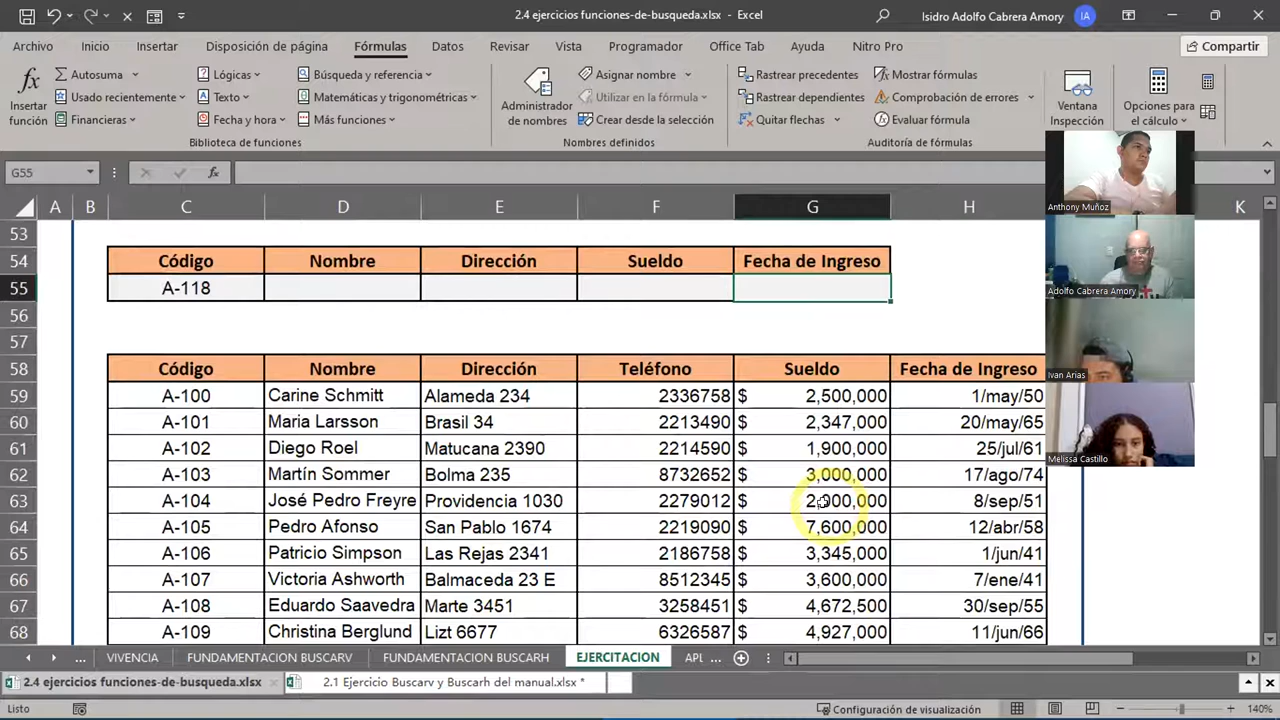 2.4 ejercicios funciones-de-busqueda.xlsx - Excel
Isidro Adolfo Cabrera Amory IA
Archivo Inicio Insertar Disposición de página Fórmulas Datos Revisar Vista Programador Office Tab Ayuda Nitro Pro Compartir
fx Insertar función
Autosuma
Usado recientemente
Financieras
Lógicas
Texto
Fecha y hora
Búsqueda y referencia
Matemáticas y trigonométricas
Más funciones
Biblioteca de funciones
Administrador de nombres
Asignar nombre
Utilizar en la fórmula
Crear desde la selección
Nombres definidos
Rastrear precedentes
Rastrear dependientes
Quitar flechas
Mostrar fórmulas
Comprobación de errores
Evaluar fórmula
Auditoría de fórmulas
Ventana Inspección
Opciones para el cálculo
G55 fx
A B C D E F G H K
53
54 Código Nombre Dirección Sueldo Fecha de Ingreso
55 A-118
56
57
58 Código Nombre Dirección Teléfono Sueldo Fecha de Ingreso
59 A-100 Carine Schmitt Alameda 234 2336758 $ 2,500,000 1/may/50
60 A-101 Maria Larsson Brasil 34 2213490 $ 2,347,000 20/may/65
61 A-102 Diego Roel Matucana 2390 2214590 $ 1,900,000 25/jul/61
62 A-103 Martín Sommer Bolma 235 8732652 $ 3,000,000 17/ago/74
63 A-104 José Pedro Freyre Providencia 1030 2279012 $ 8/sep/51
64 A-105 Pedro Afonso San Pablo 1674 2219090 $ 7,600,000 12/abr/58
65 A-106 Patricio Simpson Las Rejas 2341 2186758 $ 3,345,000 1/jun/41
66 A-107 Victoria Ashworth Balmaceda 23 E 8512345 $ 3,600,000 7/ene/41
67 A-108 Eduardo Saavedra Marte 3451 3258451 $ 4,672,500 30/sep/55
68 A-109 Christina Berglund Lizt 6677 6326587 $ 4,927,000 11/jun/66
Anthony Muñoz
Adolfo Cabrera Amory
Ivan Arias
Melissa Castillo
... VIVENCIA FUNDAMENTACION BUSCARV FUNDAMENTACION BUSCARH EJERCITACION APL ...
2.4 ejercicios funciones-de-busqueda.xlsx 2.1 Ejercicio Buscarv y Buscarh del manual.xlsx *
Listo Configuración de visualización 140%